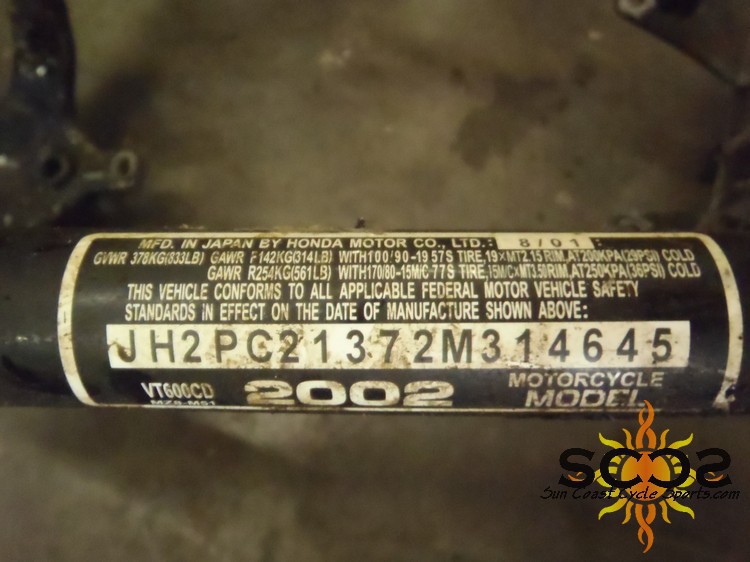 MFD. IN JAPAN BY HONDA MOTOR CO., LTD.: 8/01
GVWR 378KG(833LB) GAWR F142KG(314LB) WITH100/90-19 57S TIRE,19×MT2.15 RIM,AT200KPA(29PSI) COLD
GAWR R254KG(561LB) WITH170/80-15M/C 77S TIRE,15M/C×MT3.50RIM,AT250KPA(36PSI) COLD
THIS VEHICLE CONFORMS TO ALL APPLICABLE FEDERAL MOTOR VEHICLE SAFETY
STANDARDS IN EFFECT ON THE DATE OF MANUFACTURE SHOWN ABOVE:
JH2PC21372M314645
VT600CD 2002 MOTORCYCLE
MZ8-M91 MODEL
SCCS
Sun Coast Cycle Sports.com